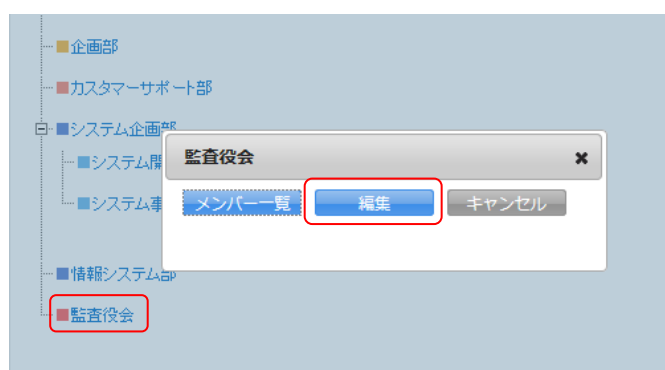 企画部
カスタマーサポート部
システム企画部
監査役会
システム開
メンバー一覧
編集
キャンセル
システム事
情報システム部
監査役会